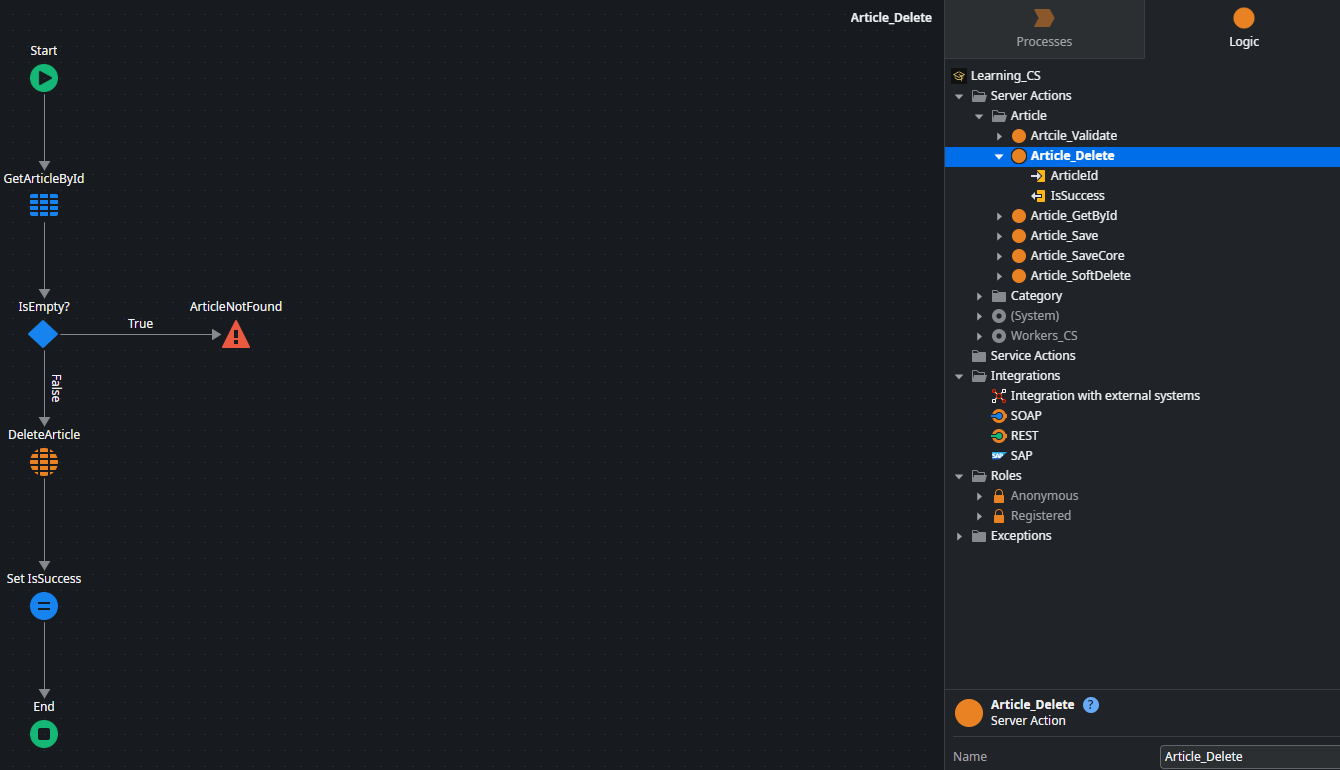 Article_Delete
Start
GetArticleById
IsEmpty?
True
ArticleNotFound
False
DeleteArticle
Set IsSuccess
End
Processes
Logic
Learning_CS
Server Actions
Article
Artcile_Validate
Article_Delete
ArticleId
IsSuccess
Article_GetById
Article_Save
Article_SaveCore
Article_SoftDelete
Category
(System)
Workers_CS
Service Actions
Integrations
Integration with external systems
SOAP
REST
SAP SAP
Roles
Anonymous
Registered
Exceptions
Article_Delete ?
Server Action
Name Article_Delete